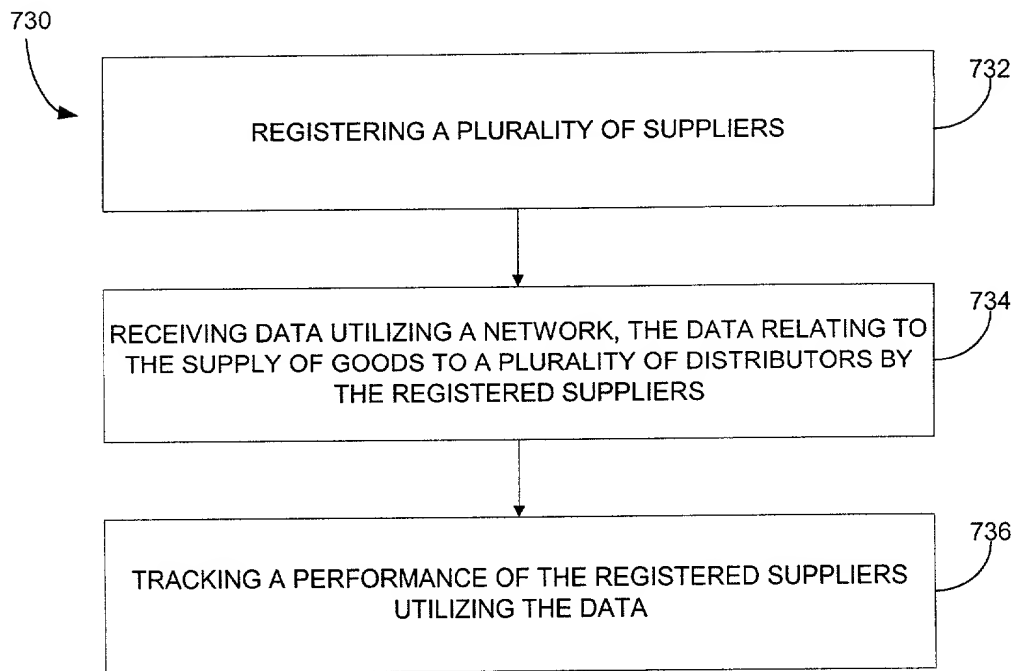 730
732
REGISTERING A PLURALITY OF SUPPLIERS
734
RECEIVING DATA UTILIZING A NETWORK, THE DATA RELATING TO
THE SUPPLY OF GOODS TO A PLURALITY OF DISTRIBUTORS BY
THE REGISTERED SUPPLIERS
736
TRACKING A PERFORMANCE OF THE REGISTERED SUPPLIERS
UTILIZING THE DATA